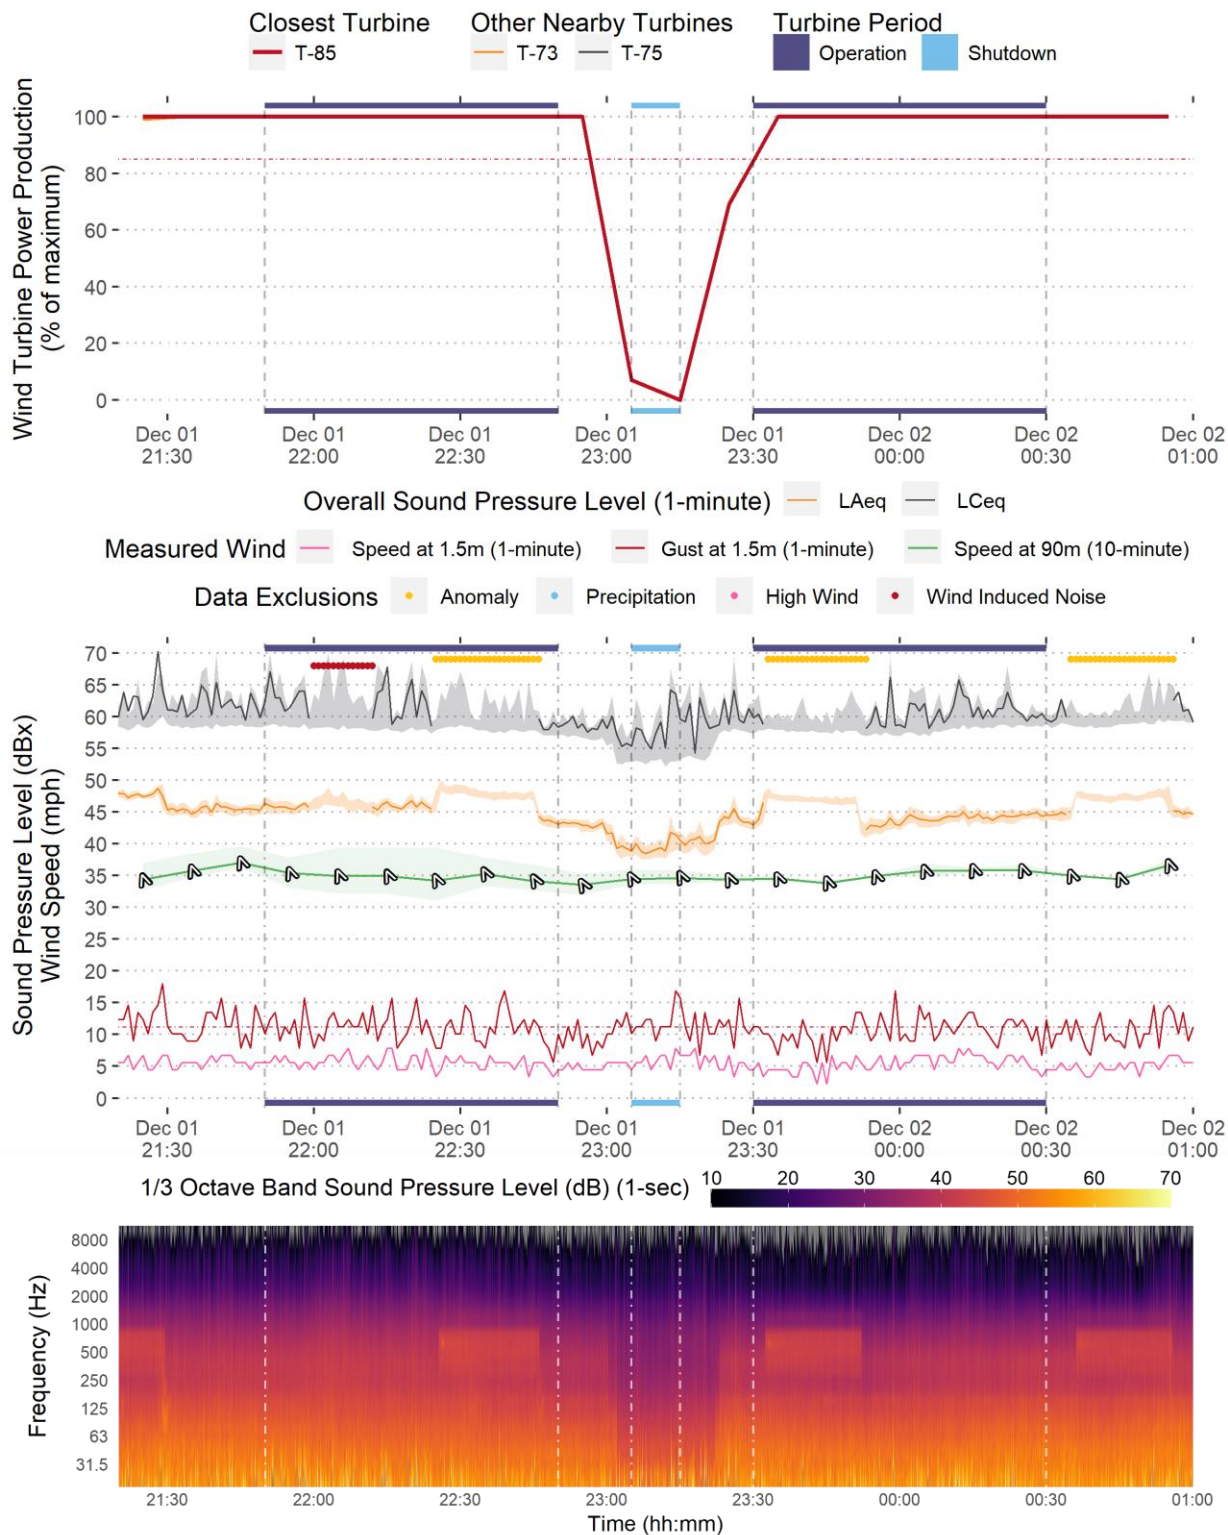 Closest Turbine Other Nearby Turbines Turbine Period
T-85 T-73 T-75 Operation Shutdown
Wind Turbine Power Production
(% of maximum)
100
80
60
40
20
0
Dec 01 Dec 01 Dec 01 Dec 01 Dec 01 Dec 02 Dec 02 Dec 02
21:30 22:00 22:30 23:00 23:30 00:00 00:30 01:00
Overall Sound Pressure Level (1-minute) LAeq LCeq
Measured Wind Speed at 1.5m (1-minute) Gust at 1.5m (1-minute) Speed at 90m (10-minute)
Data Exclusions Anomaly Precipitation High Wind Wind Induced Noise
Sound Pressure Level (dBx)
Wind Speed (mph)
70
65
60
55
50
45
40
35
30
25
20
15
10
5
0
Dec 01 Dec 01 Dec 01 Dec 01 Dec 01 Dec 02 Dec 02 Dec 02
21:30 22:00 22:30 23:00 23:30 00:00 00:30 01:00
1/3 Octave Band Sound Pressure Level (dB) (1-sec)
10 20 30 40 50 60 70
Frequency (Hz)
8000
4000
2000
1000
500
250
125
63
31.5
21:30 22:00 22:30 23:00 23:30 00:00 00:30 01:00
Time (hh:mm)